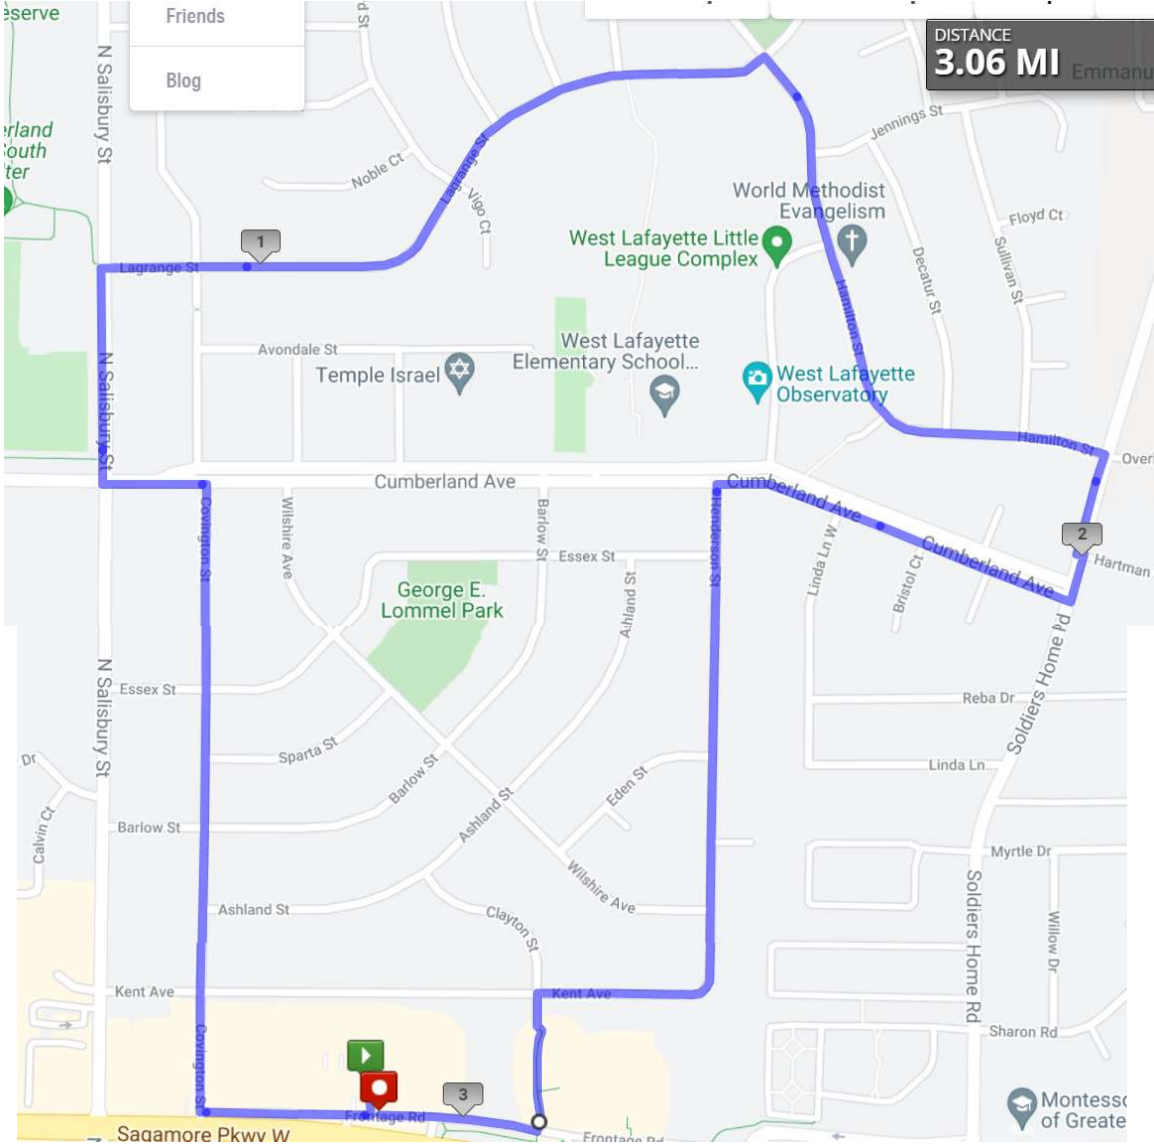 eserve
Friends
Blog
N Salisbury St
DISTANCE
3.06 MI
Emmanu
Jennings St
erland
outh
ter
Noble Ct
Lagrange St
Vigo Ct
World Methodist
Evangelism
Floyd Ct
West Lafayette Little
League Complex
1
Lagrange St
Decatur St
Sullivan St
Hamilton St
N Salisbury St
Avondale St
Temple Israel
West Lafayette
Elementary School...
West Lafayette
Observatory
Hamilton St
Over
Cumberland Ave
Cumberland Ave
Cumberland Ave
Covington St
Wilshire Ave
Barlow St
Henderson St
2
Hartman
Essex St
Linda Ln W
Bristol Ct
George E.
Lommel Park
Ashland St
Soldiers Home Rd
N Salisbury St
Essex St
Reba Dr
Sparta St
Dr
Barlow St
Eden St
Linda Ln
Calvin Ct
Barlow St
Ashland St
Myrtle Dr
Wilshire Ave
Ashland St
Clayton St
Soldiers Home Rd
Willow Dr
Kent Ave
Kent Ave
Sharon Rd
Covington St
3
Frontage Rd
Montesso
of Greate
Sagamore Pkwy W
Frontage Rd